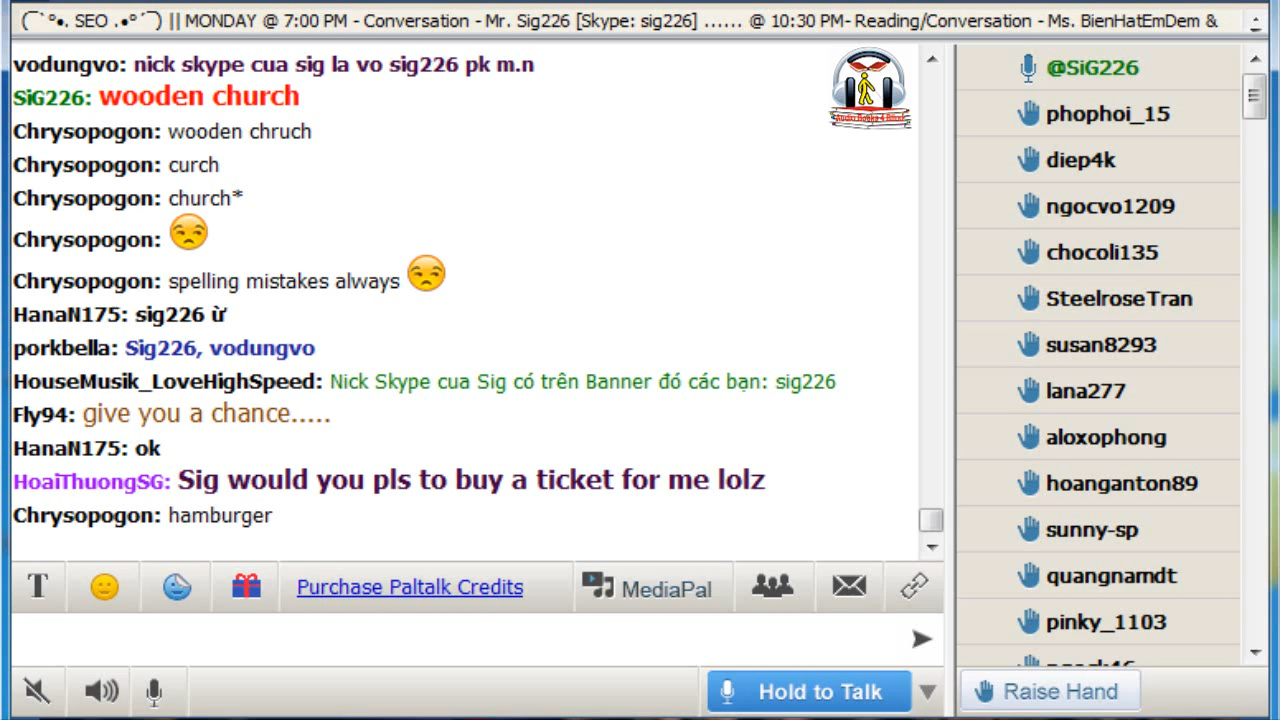 (¯`°•. SEO .•°´¯) || MONDAY @ 7:00 PM - Conversation - Mr. Sig226 [Skype: sig226] ...... @ 10:30 PM- Reading/Conversation - Ms. BienHatEmDem &
vodungvo: nick skype cua sig la vo sig226 pk m.n
SiG226: wooden church
Chrysopogon: wooden chruch
Chrysopogon: curch
Chrysopogon: church*
Chrysopogon:
Chrysopogon: spelling mistakes always
HanaN175: sig226 ừ
porkbella: Sig226, vodungvo
HouseMusik_LoveHighSpeed: Nick Skype cua Sig có trên Banner đó các bạn: sig226
Fly94: give you a chance.....
HanaN175: ok
HoaiThuongSG: Sig would you pls to buy a ticket for me lolz
Chrysopogon: hamburger
Audio Books 4 Blind
T
Purchase Paltalk Credits
MediaPal
Hold to Talk
@SiG226
phophoi_15
diep4k
ngocvo1209
chocoli135
SteelroseTran
susan8293
lana277
aloxophong
hoanganton89
sunny-sp
quangnamdt
pinky_1103
Raise Hand